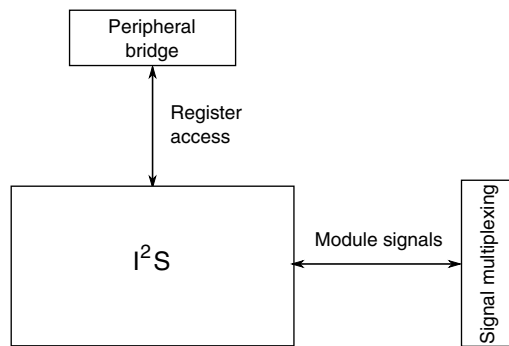 Peripheral
bridge
Register
access
I²S
Module signals
Signal multiplexing